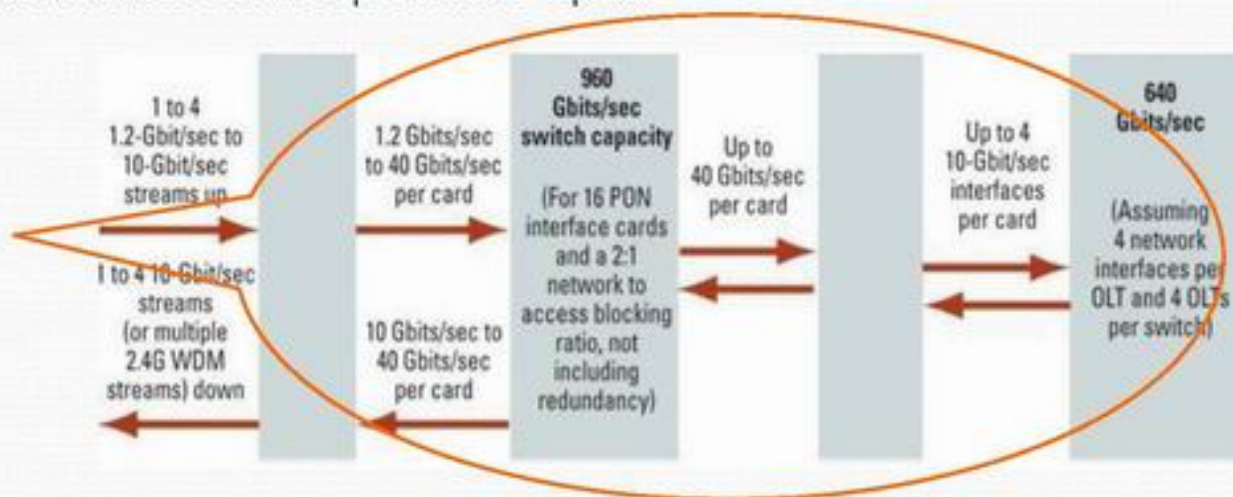 1 to 4
1.2-Gbit/sec to
10-Gbit/sec
streams up
1 to 4 10-Gbit/sec
streams
(or multiple
2.4G WDM
streams) down
1.2 Gbits/sec
to 40 Gbits/sec
per card
10 Gbits/sec to
40 Gbits/sec
per card
960
Gbits/sec
switch capacity
(For 16 PON
interface cards
and a 2:1
network to
access blocking
ratio, not
including
redundancy)
Up to
40 Gbits/sec
per card
Up to 4
10-Gbit/sec
interfaces
per card
640
Gbits/sec
(Assuming
4 network
interfaces per
OLT and 4 OLTs
per switch)